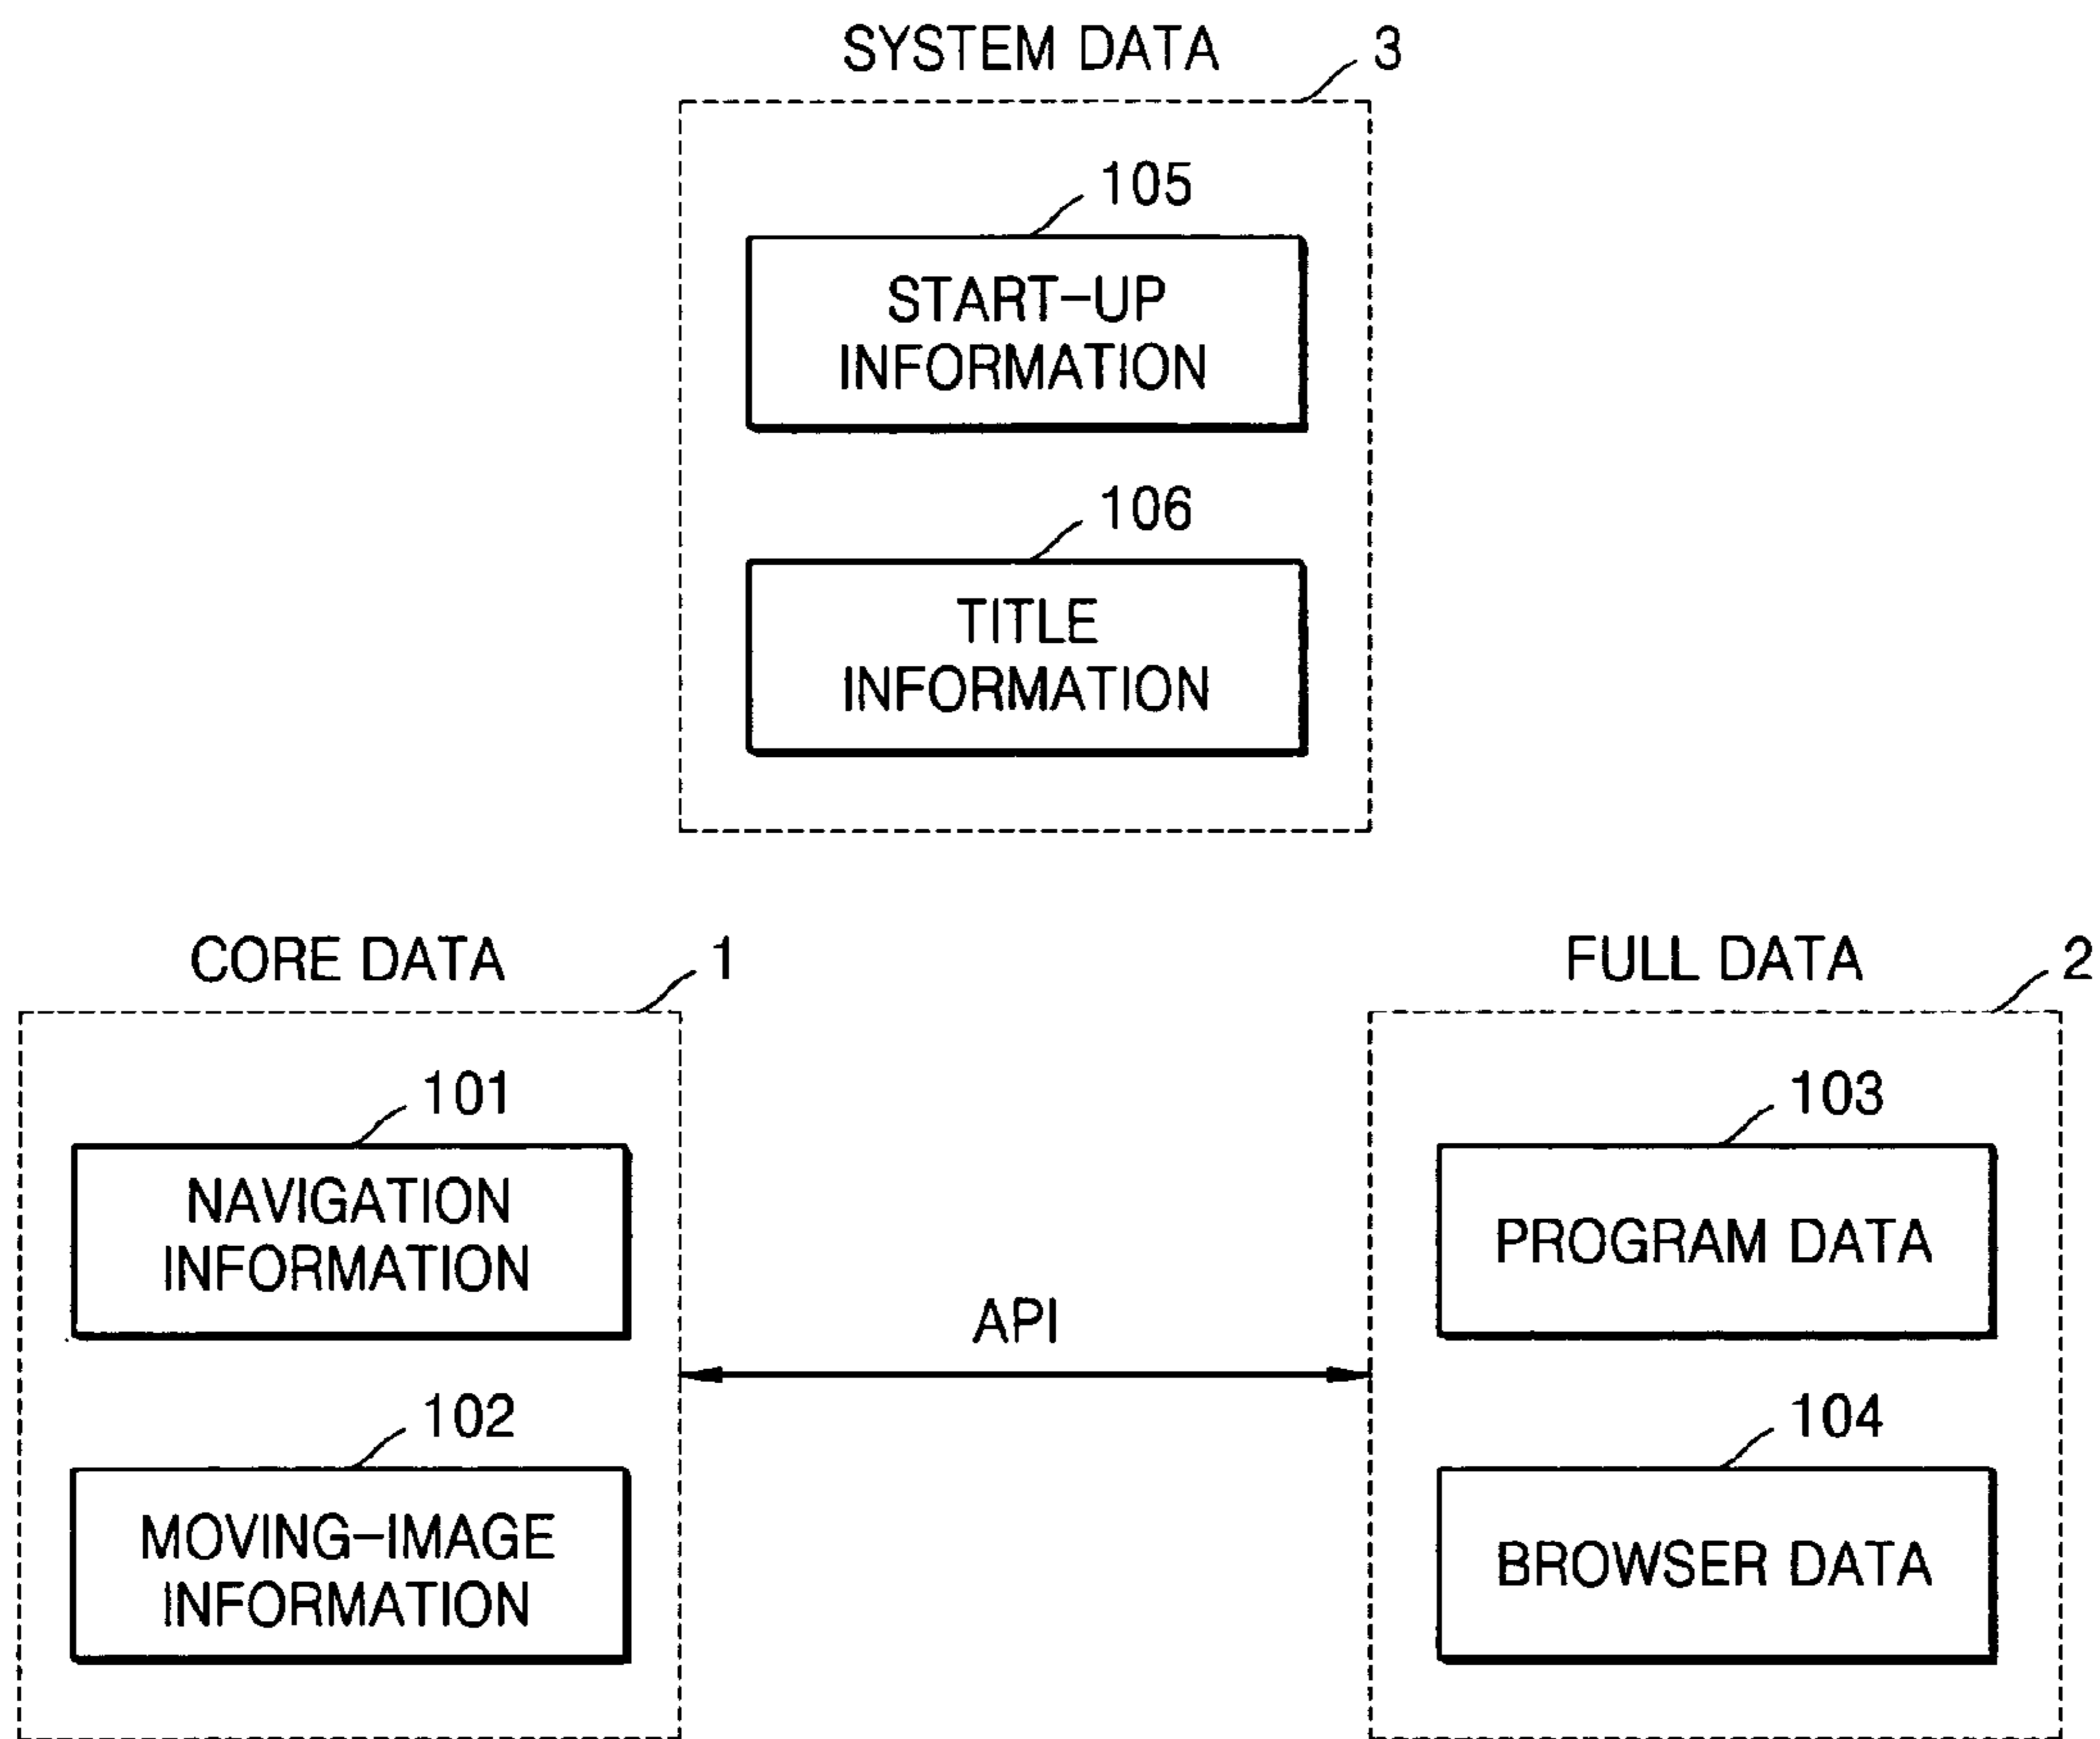 SYSTEM DATA
3
105
START-UP
INFORMATION
106
TITLE
INFORMATION
CORE DATA
1
101
NAVIGATION
INFORMATION
102
MOVING-IMAGE
INFORMATION
API
FULL DATA
2
103
PROGRAM DATA
104
BROWSER DATA